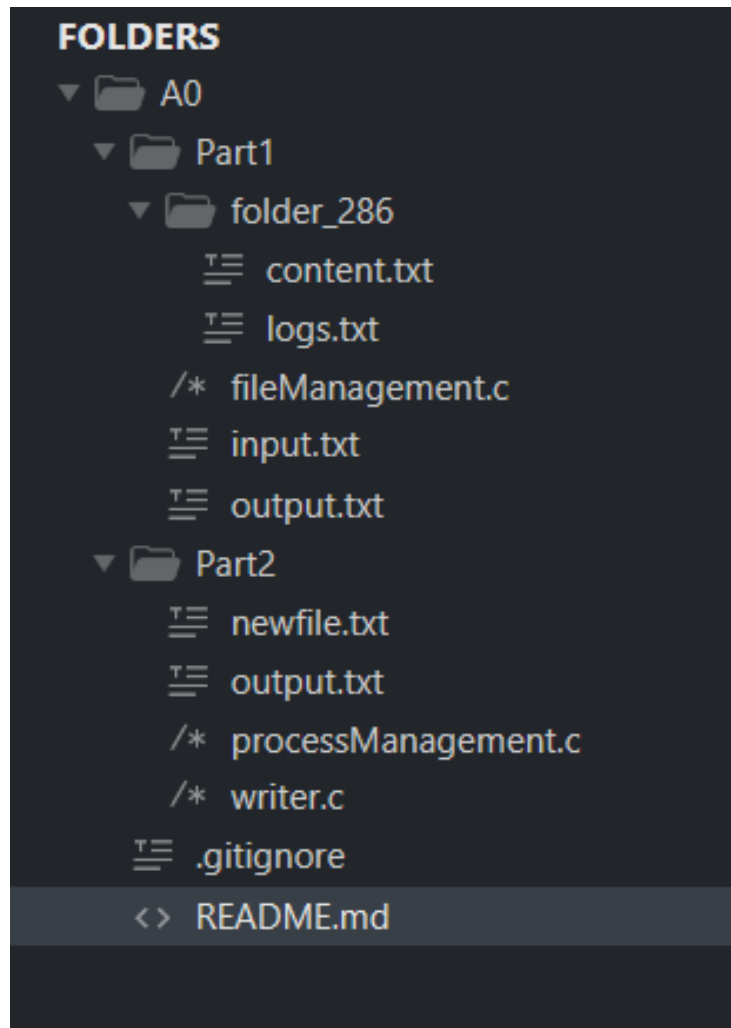 FOLDERS
A0
Part1
folder_286
content.txt
logs.txt
/* fileManagement.c
input.txt
output.txt
Part2
newfile.txt
output.txt
/* processManagement.c
/* writer.c
.gitignore
<> README.md